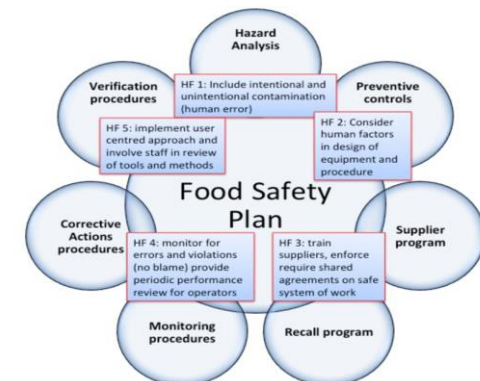 Hazard
Analysis
HF 1: Include intentional and
unintentional contamination
(human error)
Preventive
controls
HF 2: Consider
human factors
in design of
equipment and
procedure
Supplier
program
HF 3: train
suppliers, enforce
require shared
agreements on safe
system of work
Recall program
Monitoring
procedures
HF 4: monitor for
errors and violations
(no blame) provide
periodic performance
review for operators
Corrective
Actions
procedures
HF 5: implement user
centred approach and
involve staff in review
of tools and methods
Verification
procedures
Food Safety
Plan